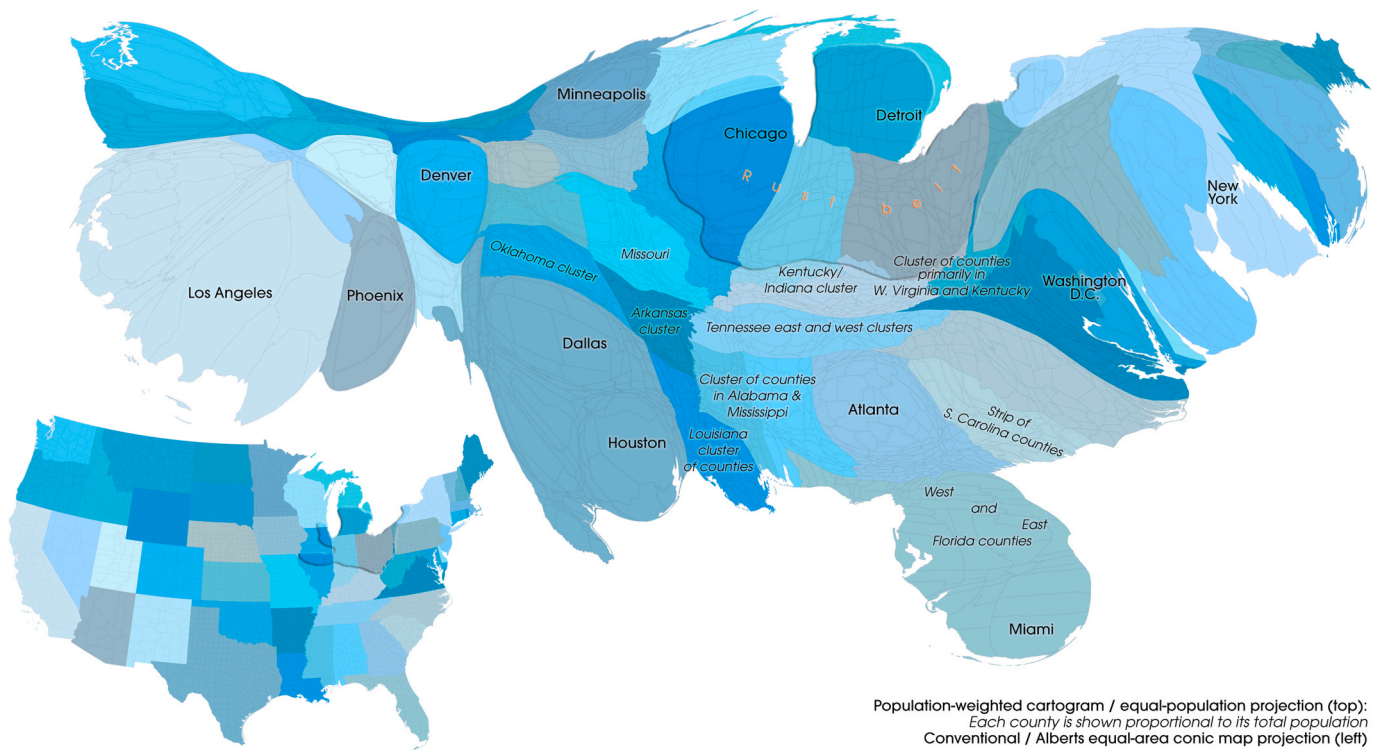 Minneapolis
Chicago
Detroit
Denver
Rust belt
New
York
Oklahoma cluster
Missouri
Kentucky/
Indiana cluster
Cluster of counties
primarily in
W. Virginia and Kentucky
Washington
D.C.
Los Angeles
Phoenix
Arkansas
cluster
Tennessee east and west clusters
Dallas
Cluster of counties
in Alabama &
Mississippi
Atlanta
Strip of
S. Carolina counties
Houston
Louisiana
cluster
of counties
West
and
East
Florida counties
Miami
Population-weighted cartogram / equal-population projection (top):
Each county is shown proportional to its total population
Conventional / Alberts equal-area conic map projection (left)